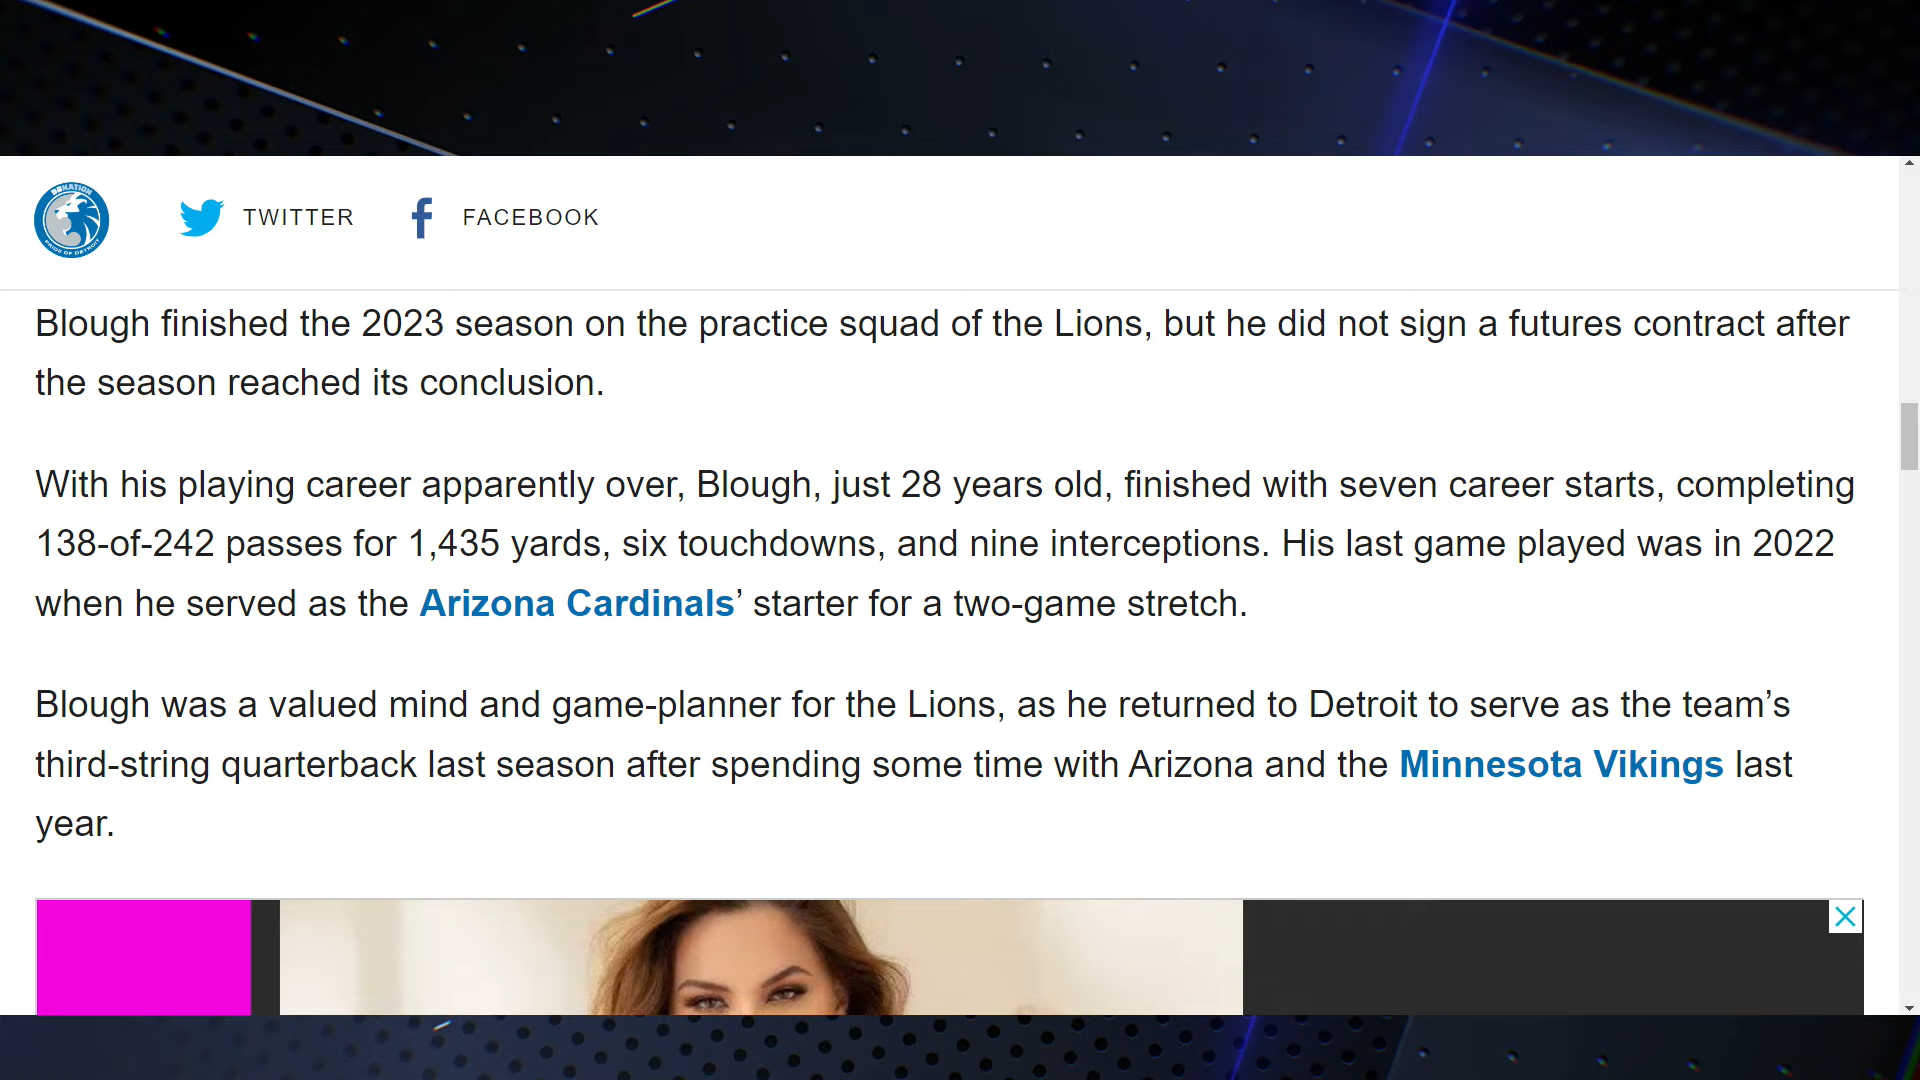 SBNATION
PRIDE OF DETROIT
TWITTER
FACEBOOK
Blough finished the 2023 season on the practice squad of the Lions, but he did not sign a futures contract after
the season reached its conclusion.
With his playing career apparently over, Blough, just 28 years old, finished with seven career starts, completing
138-of-242 passes for 1,435 yards, six touchdowns, and nine interceptions. His last game played was in 2022
when he served as the Arizona Cardinals’ starter for a two-game stretch.
Blough was a valued mind and game-planner for the Lions, as he returned to Detroit to serve as the team’s
third-string quarterback last season after spending some time with Arizona and the Minnesota Vikings last
year.